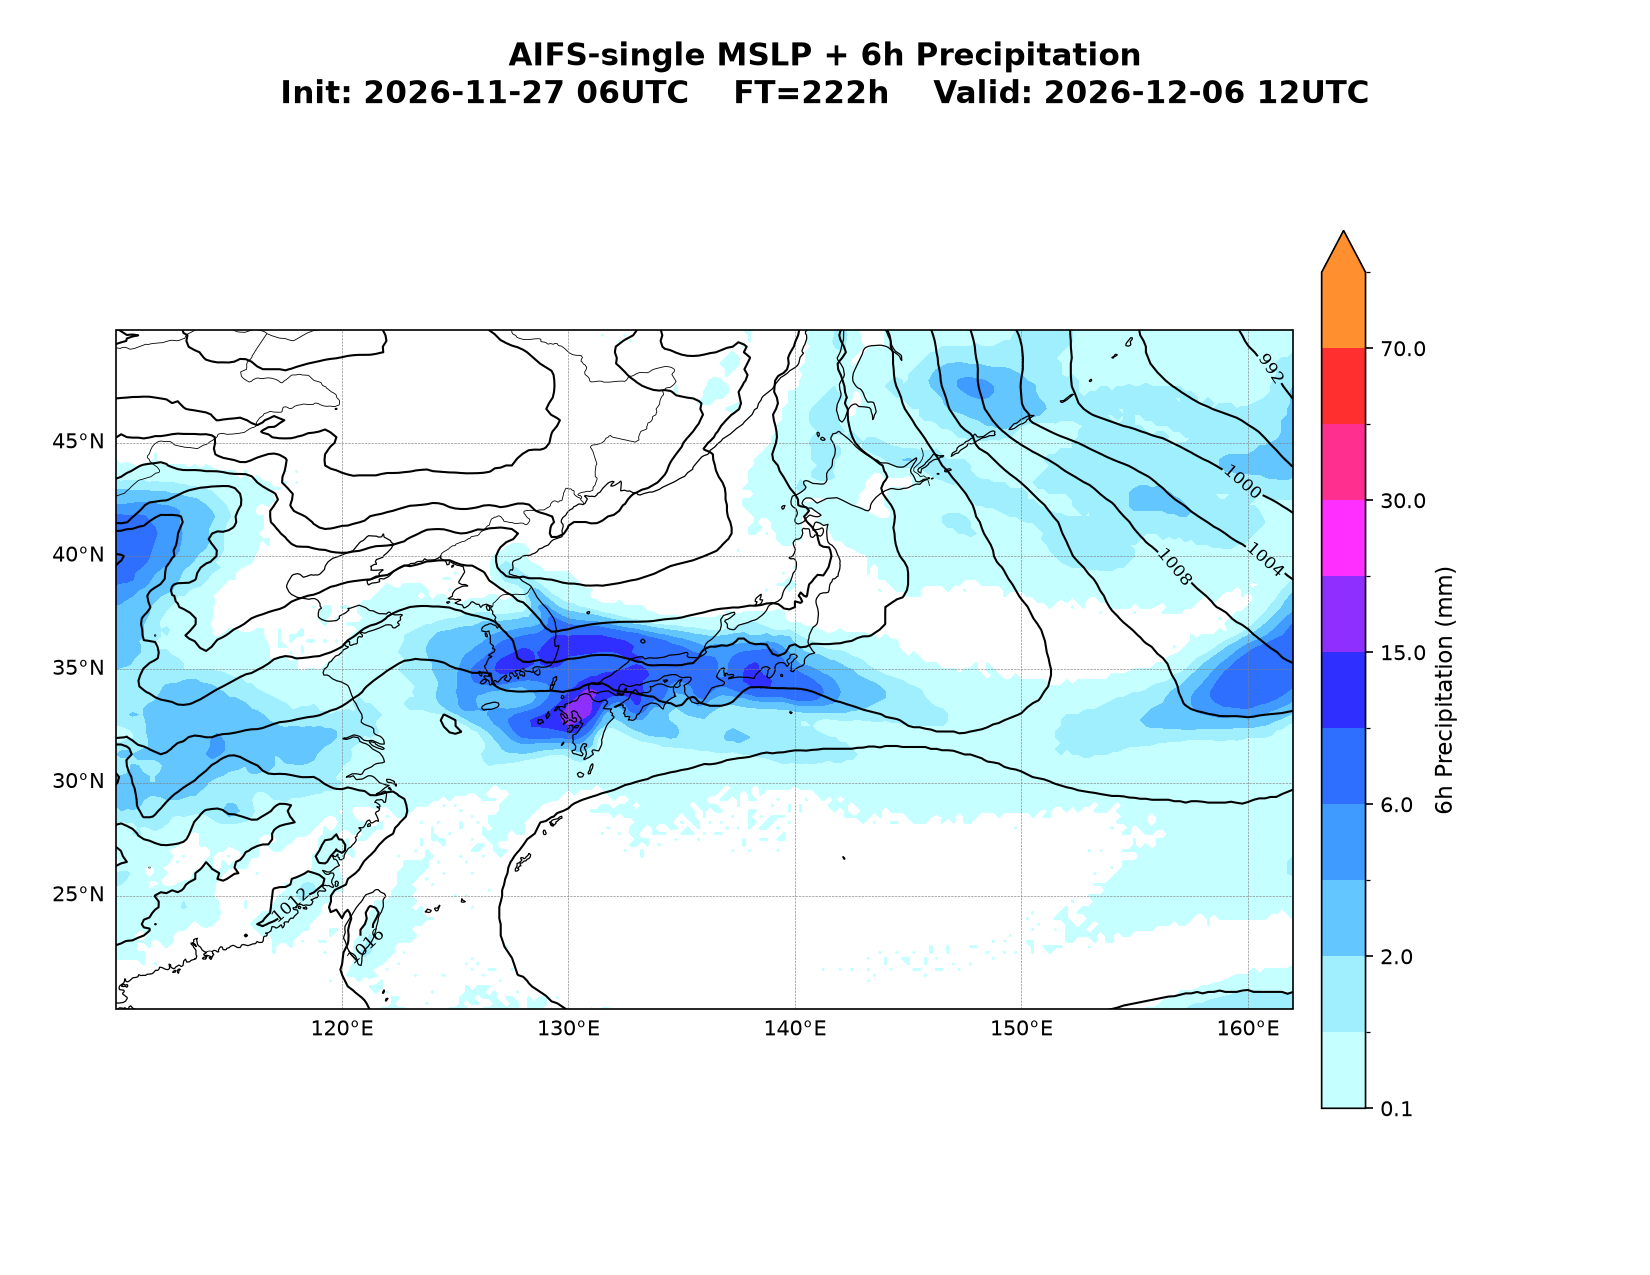 AIFS-single MSLP + 6h Precipitation
Init: 2026-11-27 06UTC    FT=222h    Valid: 2026-12-06 12UTC
992
1000
1004
1008
1012
1016
45°N
40°N
35°N
30°N
25°N
120°E
130°E
140°E
150°E
160°E
70.0
30.0
15.0
6.0
2.0
0.1
6h Precipitation (mm)